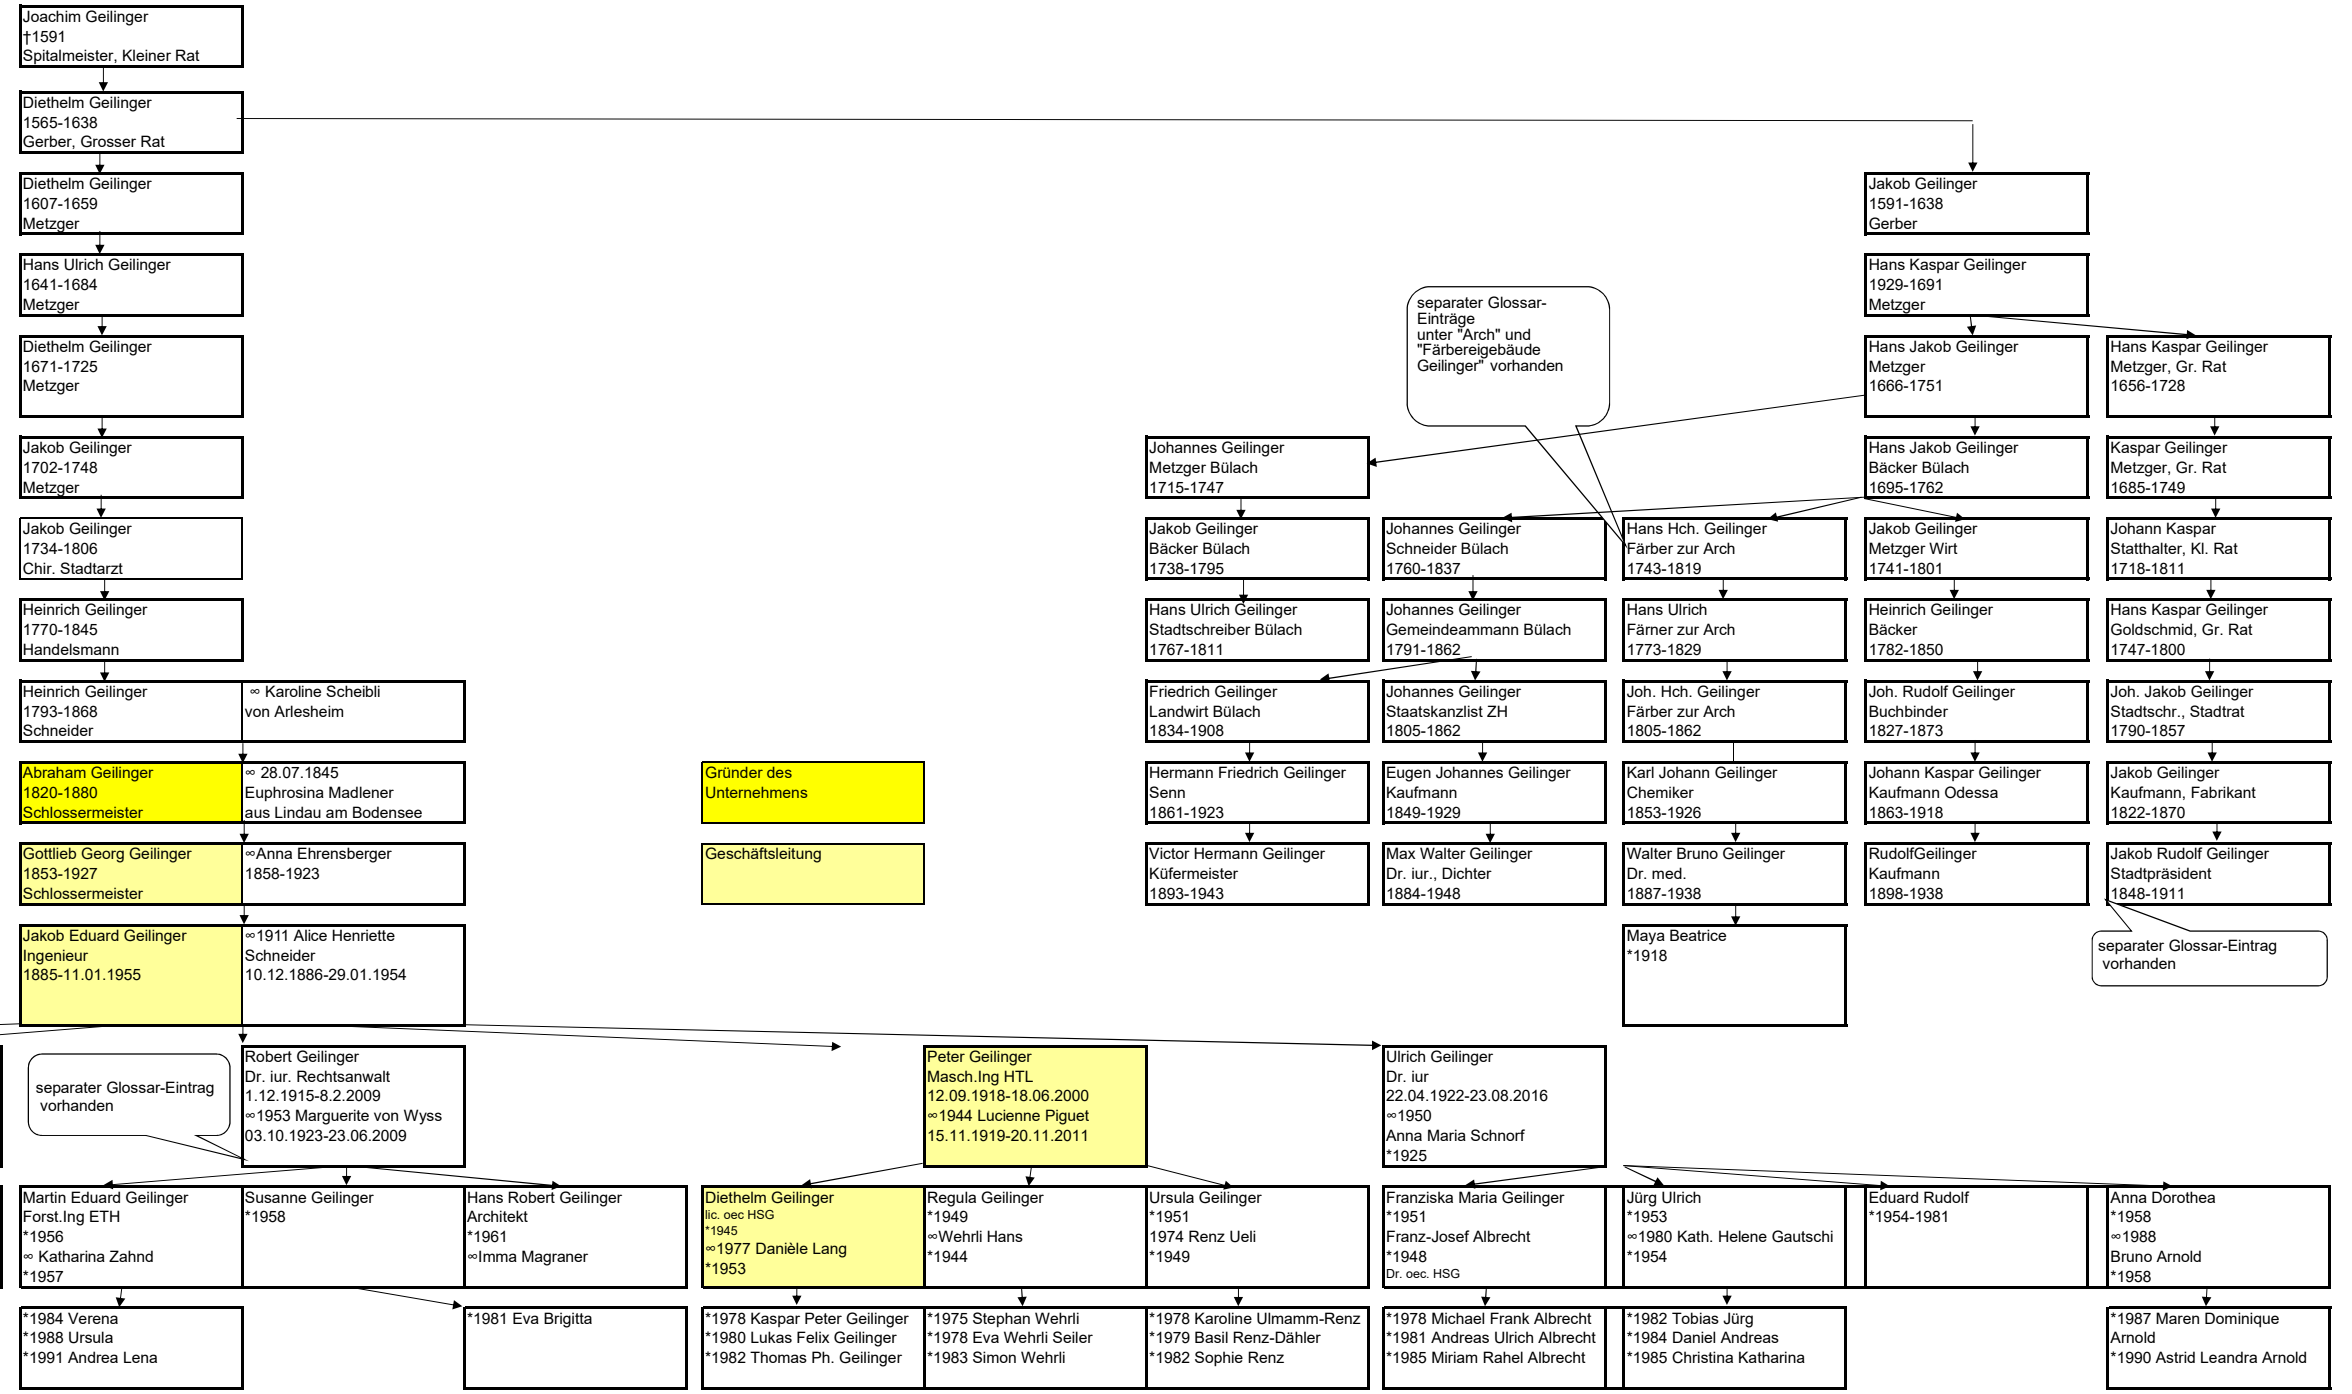 Joachim Geilinger
†1591
Spitalmeister, Kleiner Rat
Diethelm Geilinger
1565-1638
Gerber, Grosser Rat
Diethelm Geilinger
1607-1659
Metzger
Jakob Geilinger
1591-1638
Gerber
Hans Ulrich Geilinger
1641-1684
Metzger
Hans Kaspar Geilinger
1929-1691
Metzger
separater Glossar-
Einträge
unter "Arch" und
"Färbereigebäude
Geilinger" vorhanden
Diethelm Geilinger
1671-1725
Metzger
Hans Jakob Geilinger
Metzger
1666-1751
Hans Kaspar Geilinger
Metzger, Gr. Rat
1656-1728
Jakob Geilinger
1702-1748
Metzger
Johannes Geilinger
Metzger Bülach
1715-1747
Hans Jakob Geilinger
Bäcker Bülach
1695-1762
Kaspar Geilinger
Metzger, Gr. Rat
1685-1749
Jakob Geilinger
1734-1806
Chir. Stadtarzt
Jakob Geilinger
Bäcker Bülach
1738-1795
Johannes Geilinger
Schneider Bülach
1760-1837
Hans Hch. Geilinger
Färber zur Arch
1743-1819
Jakob Geilinger
Metzger Wirt
1741-1801
Johann Kaspar
Statthalter, Kl. Rat
1718-1811
Heinrich Geilinger
1770-1845
Handelsmann
Hans Ulrich Geilinger
Stadtschreiber Bülach
1767-1811
Johannes Geilinger
Gemeindeammann Bülach
1791-1862
Hans Ulrich
Färner zur Arch
1773-1829
Heinrich Geilinger
Bäcker
1782-1850
Hans Kaspar Geilinger
Goldschmid, Gr. Rat
1747-1800
Heinrich Geilinger
1793-1868
Schneider
∞ Karoline Scheibli
von Arlesheim
Friedrich Geilinger
Landwirt Bülach
1834-1908
Johannes Geilinger
Staatskanzlist ZH
1805-1862
Joh. Hch. Geilinger
Färber zur Arch
1805-1862
Joh. Rudolf Geilinger
Buchbinder
1827-1873
Joh. Jakob Geilinger
Stadtschr., Stadtrat
1790-1857
Abraham Geilinger
1820-1880
Schlossermeister
∞ 28.07.1845
Euphrosina Madlener
aus Lindau am Bodensee
Gründer des
Unternehmens
Hermann Friedrich Geilinger
Senn
1861-1923
Eugen Johannes Geilinger
Kaufmann
1849-1929
Karl Johann Geilinger
Chemiker
1853-1926
Johann Kaspar Geilinger
Kaufmann Odessa
1863-1918
Jakob Geilinger
Kaufmann, Fabrikant
1822-1870
Gottlieb Georg Geilinger
1853-1927
Schlossermeister
∞Anna Ehrensberger
1858-1923
Geschäftsleitung
Victor Hermann Geilinger
Küfermeister
1893-1943
Max Walter Geilinger
Dr. iur., Dichter
1884-1948
Walter Bruno Geilinger
Dr. med.
1887-1938
RudolfGeilinger
Kaufmann
1898-1938
Jakob Rudolf Geilinger
Stadtpräsident
1848-1911
Jakob Eduard Geilinger
Ingenieur
1885-11.01.1955
∞1911 Alice Henriette
Schneider
10.12.1886-29.01.1954
Maya Beatrice
*1918
separater Glossar-Eintrag
vorhanden
separater Glossar-Eintrag
vorhanden
Robert Geilinger
Dr. iur. Rechtsanwalt
1.12.1915-8.2.2009
∞1953 Marguerite von Wyss
03.10.1923-23.06.2009
Peter Geilinger
Masch.Ing HTL
12.09.1918-18.06.2000
∞1944 Lucienne Piguet
15.11.1919-20.11.2011
Ulrich Geilinger
Dr. iur
22.04.1922-23.08.2016
∞1950
Anna Maria Schnorf
*1925
Martin Eduard Geilinger
Forst.Ing ETH
*1956
∞ Katharina Zahnd
*1957
Susanne Geilinger
*1958
Hans Robert Geilinger
Architekt
*1961
∞Imma Magraner
Diethelm Geilinger
lic. oec HSG
*1945
∞1977 Danièle Lang
*1953
Regula Geilinger
*1949
∞Wehrli Hans
*1944
Ursula Geilinger
*1951
1974 Renz Ueli
*1949
Franziska Maria Geilinger
*1951
Franz-Josef Albrecht
*1948
Dr. oec. HSG
Jürg Ulrich
*1953
∞1980 Kath. Helene Gautschi
*1954
Eduard Rudolf
*1954-1981
Anna Dorothea
*1958
∞1988
Bruno Arnold
*1958
*1984 Verena
*1988 Ursula
*1991 Andrea Lena
*1981 Eva Brigitta
*1978 Kaspar Peter Geilinger
*1980 Lukas Felix Geilinger
*1982 Thomas Ph. Geilinger
*1975 Stephan Wehrli
*1978 Eva Wehrli Seiler
*1983 Simon Wehrli
*1978 Karoline Ulmamm-Renz
*1979 Basil Renz-Dähler
*1982 Sophie Renz
*1978 Michael Frank Albrecht
*1981 Andreas Ulrich Albrecht
*1985 Miriam Rahel Albrecht
*1982 Tobias Jürg
*1984 Daniel Andreas
*1985 Christina Katharina
*1987 Maren Dominique
Arnold
*1990 Astrid Leandra Arnold